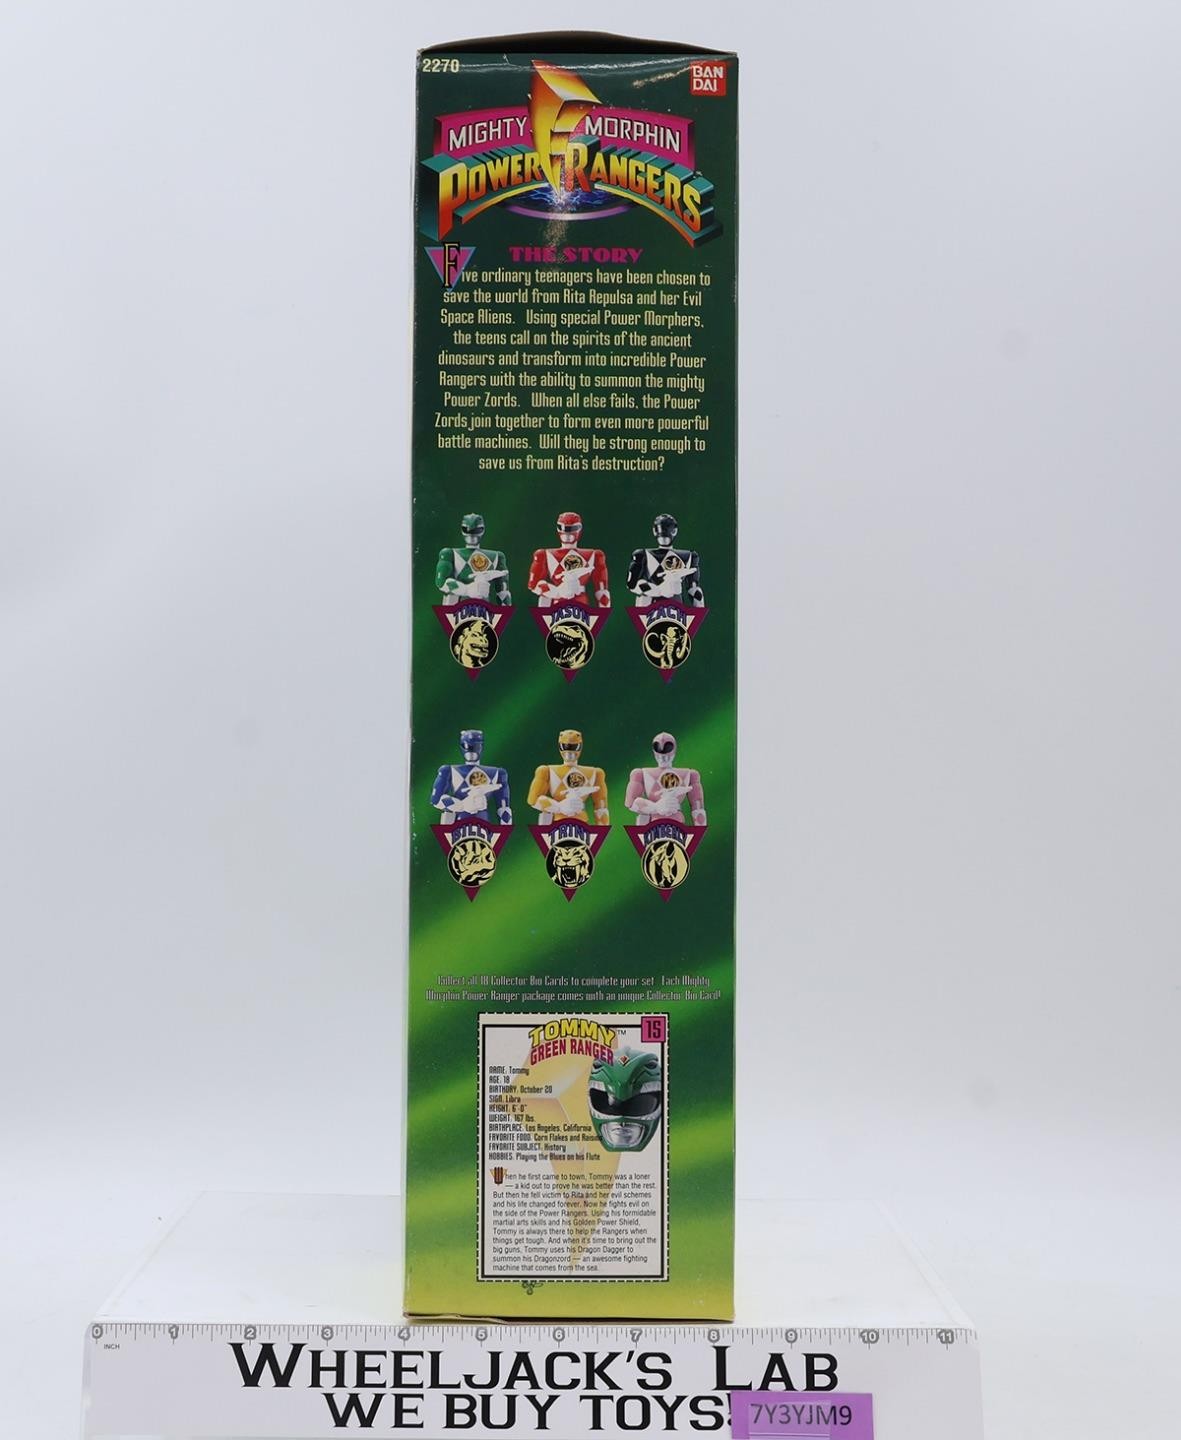 2270
BAN
DAI
MIGHTY MORPHIN
POWER RANGERS
THE STORY
Five ordinary teenagers have been chosen to
save the world from Rita Repulsa and her Evil
Space Aliens. Using special Power Morphers,
the teens call on the spirits of the ancient
dinosaurs and transform into incredible Power
Rangers with the ability to summon the mighty
Power Zords. When all else fails, the Power
Zords join together to form even more powerful
battle machines. Will they be strong enough to
save us from Rita's destruction?
TOMMY JASON ZACH
BILLY TRINI KIMBERLY
Collect all 18 Collector Bio Cards to complete your set. Each Mighty
Morphin Power Ranger package comes with an unique Collector Bio Card!
15
TOMMY™
GREEN RANGER
NAME: Tommy
AGE: 18
BIRTHDAY: October 20
SIGN: Libra
HEIGHT: 6'0"
WEIGHT: 167 lbs.
BIRTHPLACE: Los Angeles, California
FAVORITE FOOD: Corn Flakes and Raisins
FAVORITE SUBJECT: History
HOBBIES: Playing the Blues on his Flute
When he first came to town, Tommy was a loner
— a kid out to prove he was better than the rest.
But then he fell victim to Rita and her evil schemes
and his life changed forever. Now he fights evil on
the side of the Power Rangers. Using his formidable
martial arts skills and his Golden Power Shield,
Tommy is always there to help the Rangers when
things get tough. And when it's time to bring out the
big guns, Tommy uses his Dragon Dagger to
summon his Dragonzord — an awesome fighting
machine that comes from the sea.
0 1 2 3 4 5 6 7 8 9 10 11
INCH
WHEELJACK'S LAB
WE BUY TOYS!
7Y3YJM9